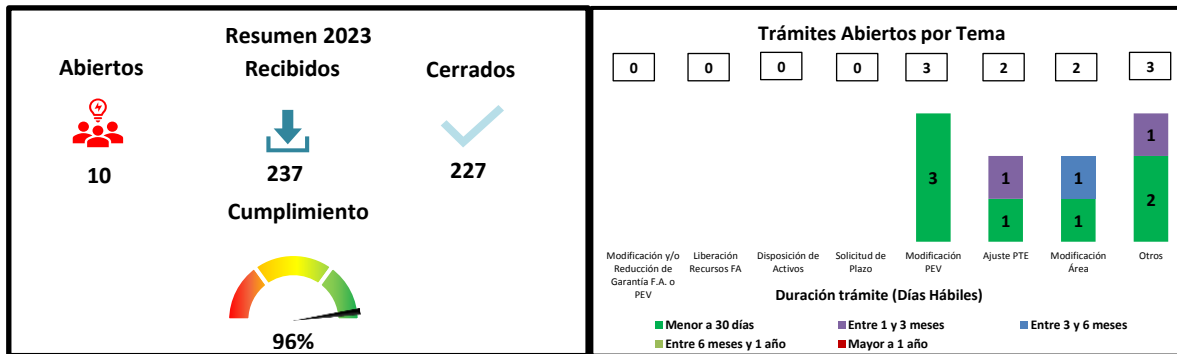 Resumen 2023
Abiertos
Recibidos
Cerrados
10
237
227
Cumplimiento
96%
Trámites Abiertos por Tema
0 0 0 0 3 2 2 3
3
1
1
1
1
1
2
Modificación y/o
Reducción de
Garantía F.A. o
PEV
Liberación
Recursos FA
Disposición de
Activos
Solicitud de
Plazo
Modificación
PEV
Ajuste PTE
Modificación
Área
Otros
Duración trámite (Días Hábiles)
Menor a 30 días
Entre 1 y 3 meses
Entre 3 y 6 meses
Entre 6 meses y 1 año
Mayor a 1 año